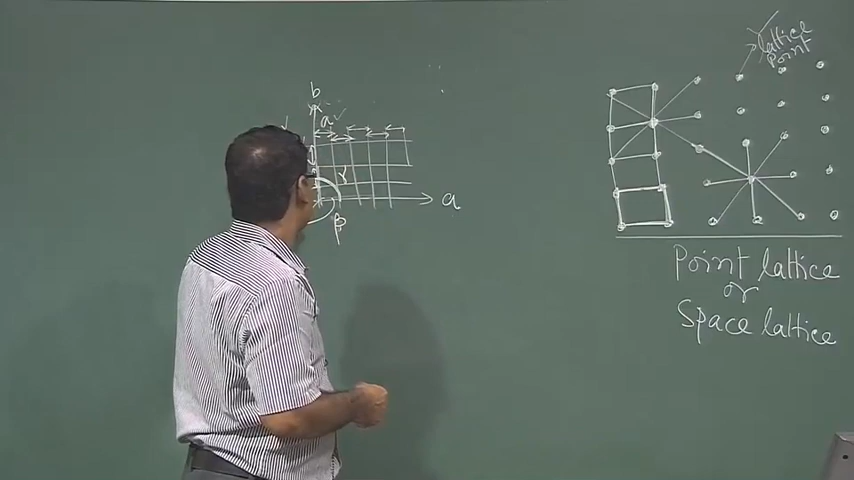 b
a
γ
a
β
lattice
point
Point lattice
or
Space lattice